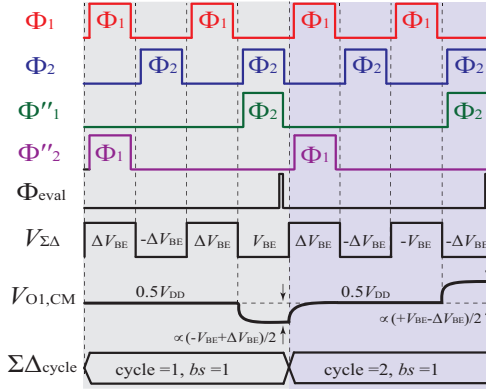 Φ₁ Φ₁ Φ₁ Φ₁ Φ₁
Φ₂ Φ₂ Φ₂ Φ₂ Φ₂
Φ″₁ Φ₂ Φ₂
Φ″₂ Φ₁ Φ₁
Φeval
VΣΔ ΔVBE -ΔVBE ΔVBE VBE ΔVBE -ΔVBE -VBE -ΔVBE
VO1,CM 0.5VDD 0.5VDD
∝(-VBE+ΔVBE)/2 ∝(+VBE-ΔVBE)/2
ΣΔcycle cycle =1, bs =1 cycle =2, bs =1